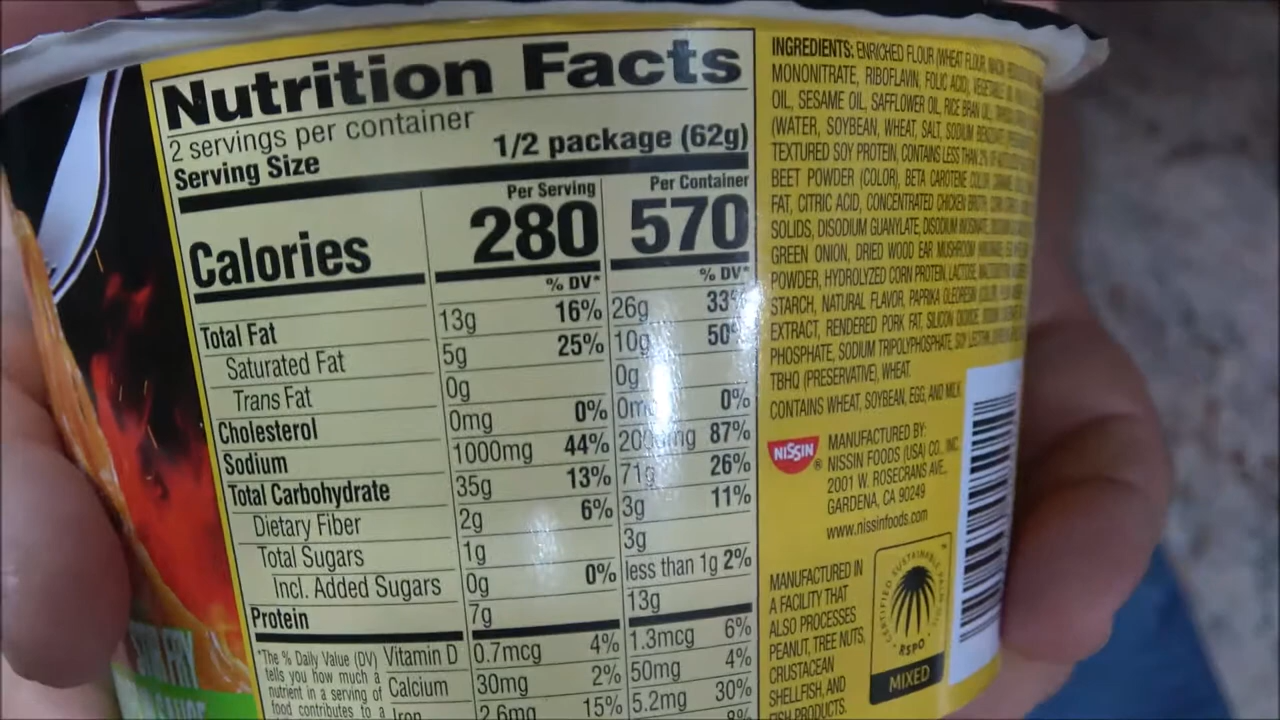 Nutrition Facts
2 servings per container
Serving Size 1/2 package (62g)
Per Serving Per Container
Calories 280 570
% DV* % DV*
Total Fat 13g 16% 26g 33%
Saturated Fat 5g 25% 10g 50%
Trans Fat 0g 0g
Cholesterol 0mg 0% 0mg 0%
Sodium 1000mg 44% 87%
Total Carbohydrate 35g 13% 71g 26%
Dietary Fiber 2g 6% 3g 11%
Total Sugars 1g 3g
Incl. Added Sugars 0g 0% less than 1g 2%
Protein 7g 13g
Vitamin D 0.7mcg 4% 1.3mcg 6%
Calcium 30mg 2% 50mg 4%
Iron 2.6mg 15% 5.2mg 30%
8%
*The % Daily Value (DV)
tells you how much a
nutrient in a serving of
food contributes to a
INGREDIENTS: ENRICHED FLOUR (WHEAT FLOUR,
MONONITRATE, RIBOFLAVIN, FOLIC ACID), VEGETABLE
OIL, SESAME OIL, SAFFLOWER OIL, RICE BRAN OIL,
(WATER, SOYBEAN, WHEAT, SALT, SODIUM
TEXTURED SOY PROTEIN, CONTAINS LESS THAN 2% OF
BEET POWDER (COLOR), BETA CAROTENE COLOR,
FAT, CITRIC ACID, CONCENTRATED CHICKEN BROTH,
SOLIDS, DISODIUM GUANYLATE, DISODIUM INOSINATE,
GREEN ONION, DRIED WOOD EAR MUSHROOM
POWDER, HYDROLYZED CORN PROTEIN, LACTOSE,
STARCH, NATURAL FLAVOR, PAPRIKA OLEORESIN
EXTRACT, RENDERED PORK FAT, SILICON DIOXIDE,
PHOSPHATE, SODIUM TRIPOLYPHOSPHATE, SOY LECITHIN,
TBHQ (PRESERVATIVE), WHEAT.
CONTAINS WHEAT, SOYBEAN, EGG, AND MILK
NISSIN ®
MANUFACTURED BY:
NISSIN FOODS (USA) CO., INC.
2001 W. ROSECRANS AVE.,
GARDENA, CA 90249
www.nissinfoods.com
MANUFACTURED IN
A FACILITY THAT
ALSO PROCESSES
PEANUT, TREE NUTS,
CRUSTACEAN
SHELLFISH, AND
FISH PRODUCTS.
CERTIFIED SUSTAINABLE PALM OIL
RSPO
MIXED
STIR FRY
SAUCE